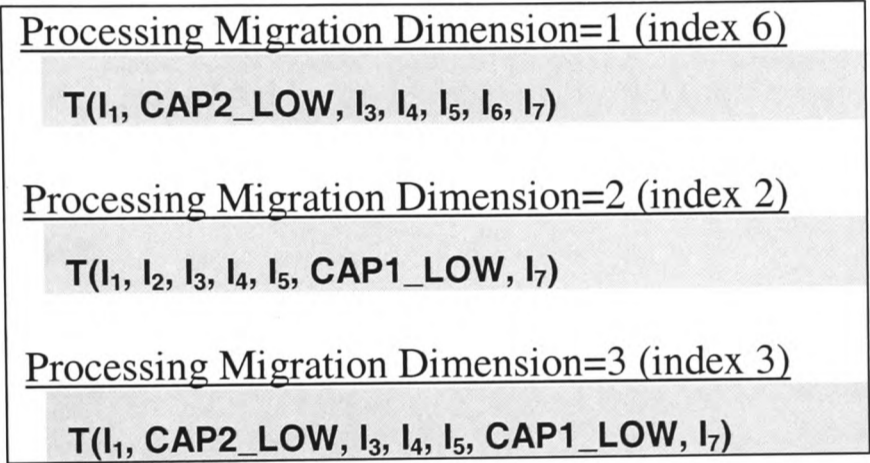 Processing Migration Dimension=1 (index 6)
T(I₁, CAP2_LOW, I₃, I₄, I₅, I₆, I₇)
Processing Migration Dimension=2 (index 2)
T(I₁, I₂, I₃, I₄, I₅, CAP1_LOW, I₇)
Processing Migration Dimension=3 (index 3)
T(I₁, CAP2_LOW, I₃, I₄, I₅, CAP1_LOW, I₇)